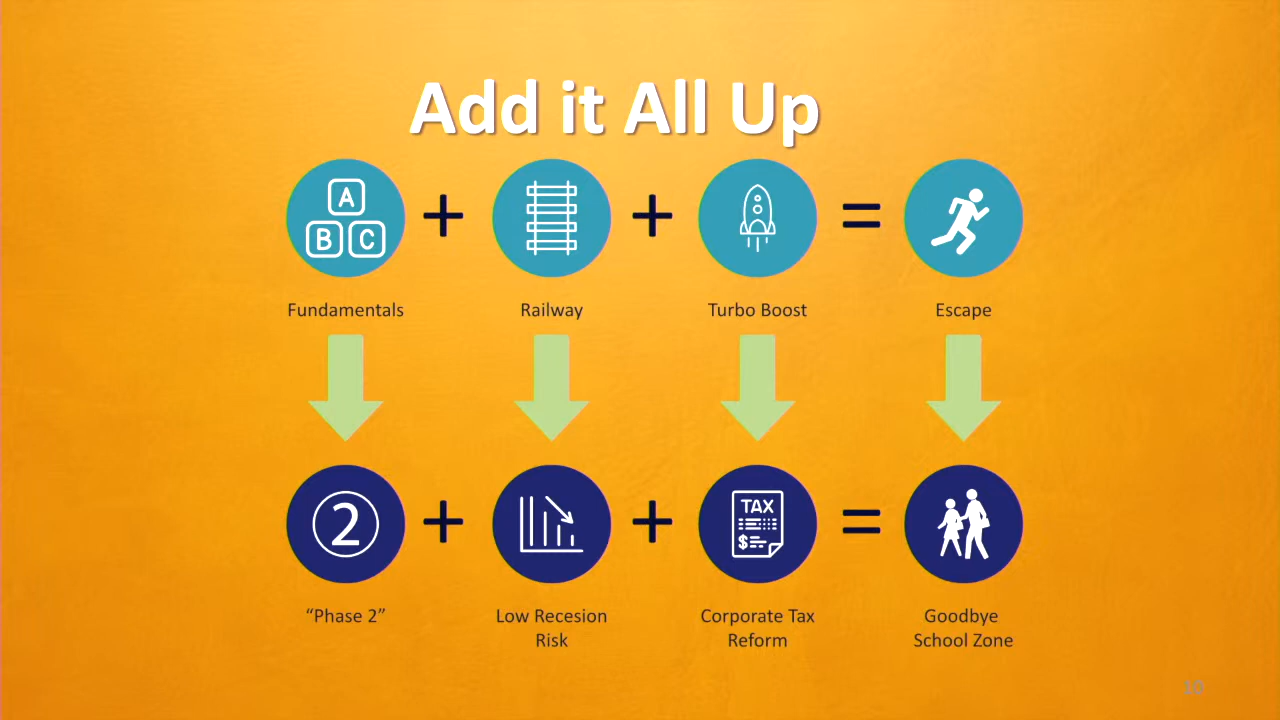 Add it All Up
A
B C
+ + =
Fundamentals Railway Turbo Boost Escape
2
TAX
$
+ + =
“Phase 2” Low Recesion Corporate Tax Goodbye
Risk Reform School Zone
10